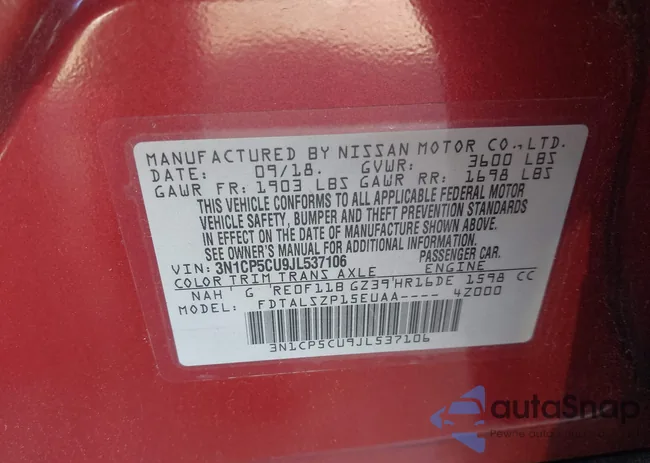 MANUFACTURED BY NISSAN MOTOR CO.,LTD.
DATE: 09/18. GVWR: 3600 LBS
GAWR FR: 1903 LBS GAWR RR: 1698 LBS
THIS VEHICLE CONFORMS TO ALL APPLICABLE FEDERAL MOTOR
VEHICLE SAFETY, BUMPER AND THEFT PREVENTION STANDARDS
IN EFFECT ON THE DATE OF MANUFACTURE SHOWN ABOVE.
SEE OWNER'S MANUAL FOR ADDITIONAL INFORMATION.
VIN: 3N1CP5CU9JL537106 PASSENGER CAR.
COLOR TRIM TRANS AXLE ENGINE
NAH G RE0F11B GZ39 HR16DE 1598 CC
MODEL: FDTALSZP15EUAA---- 4Z000
3N1CP5CU9JL537106
autoSnap
Pewne auto z USA